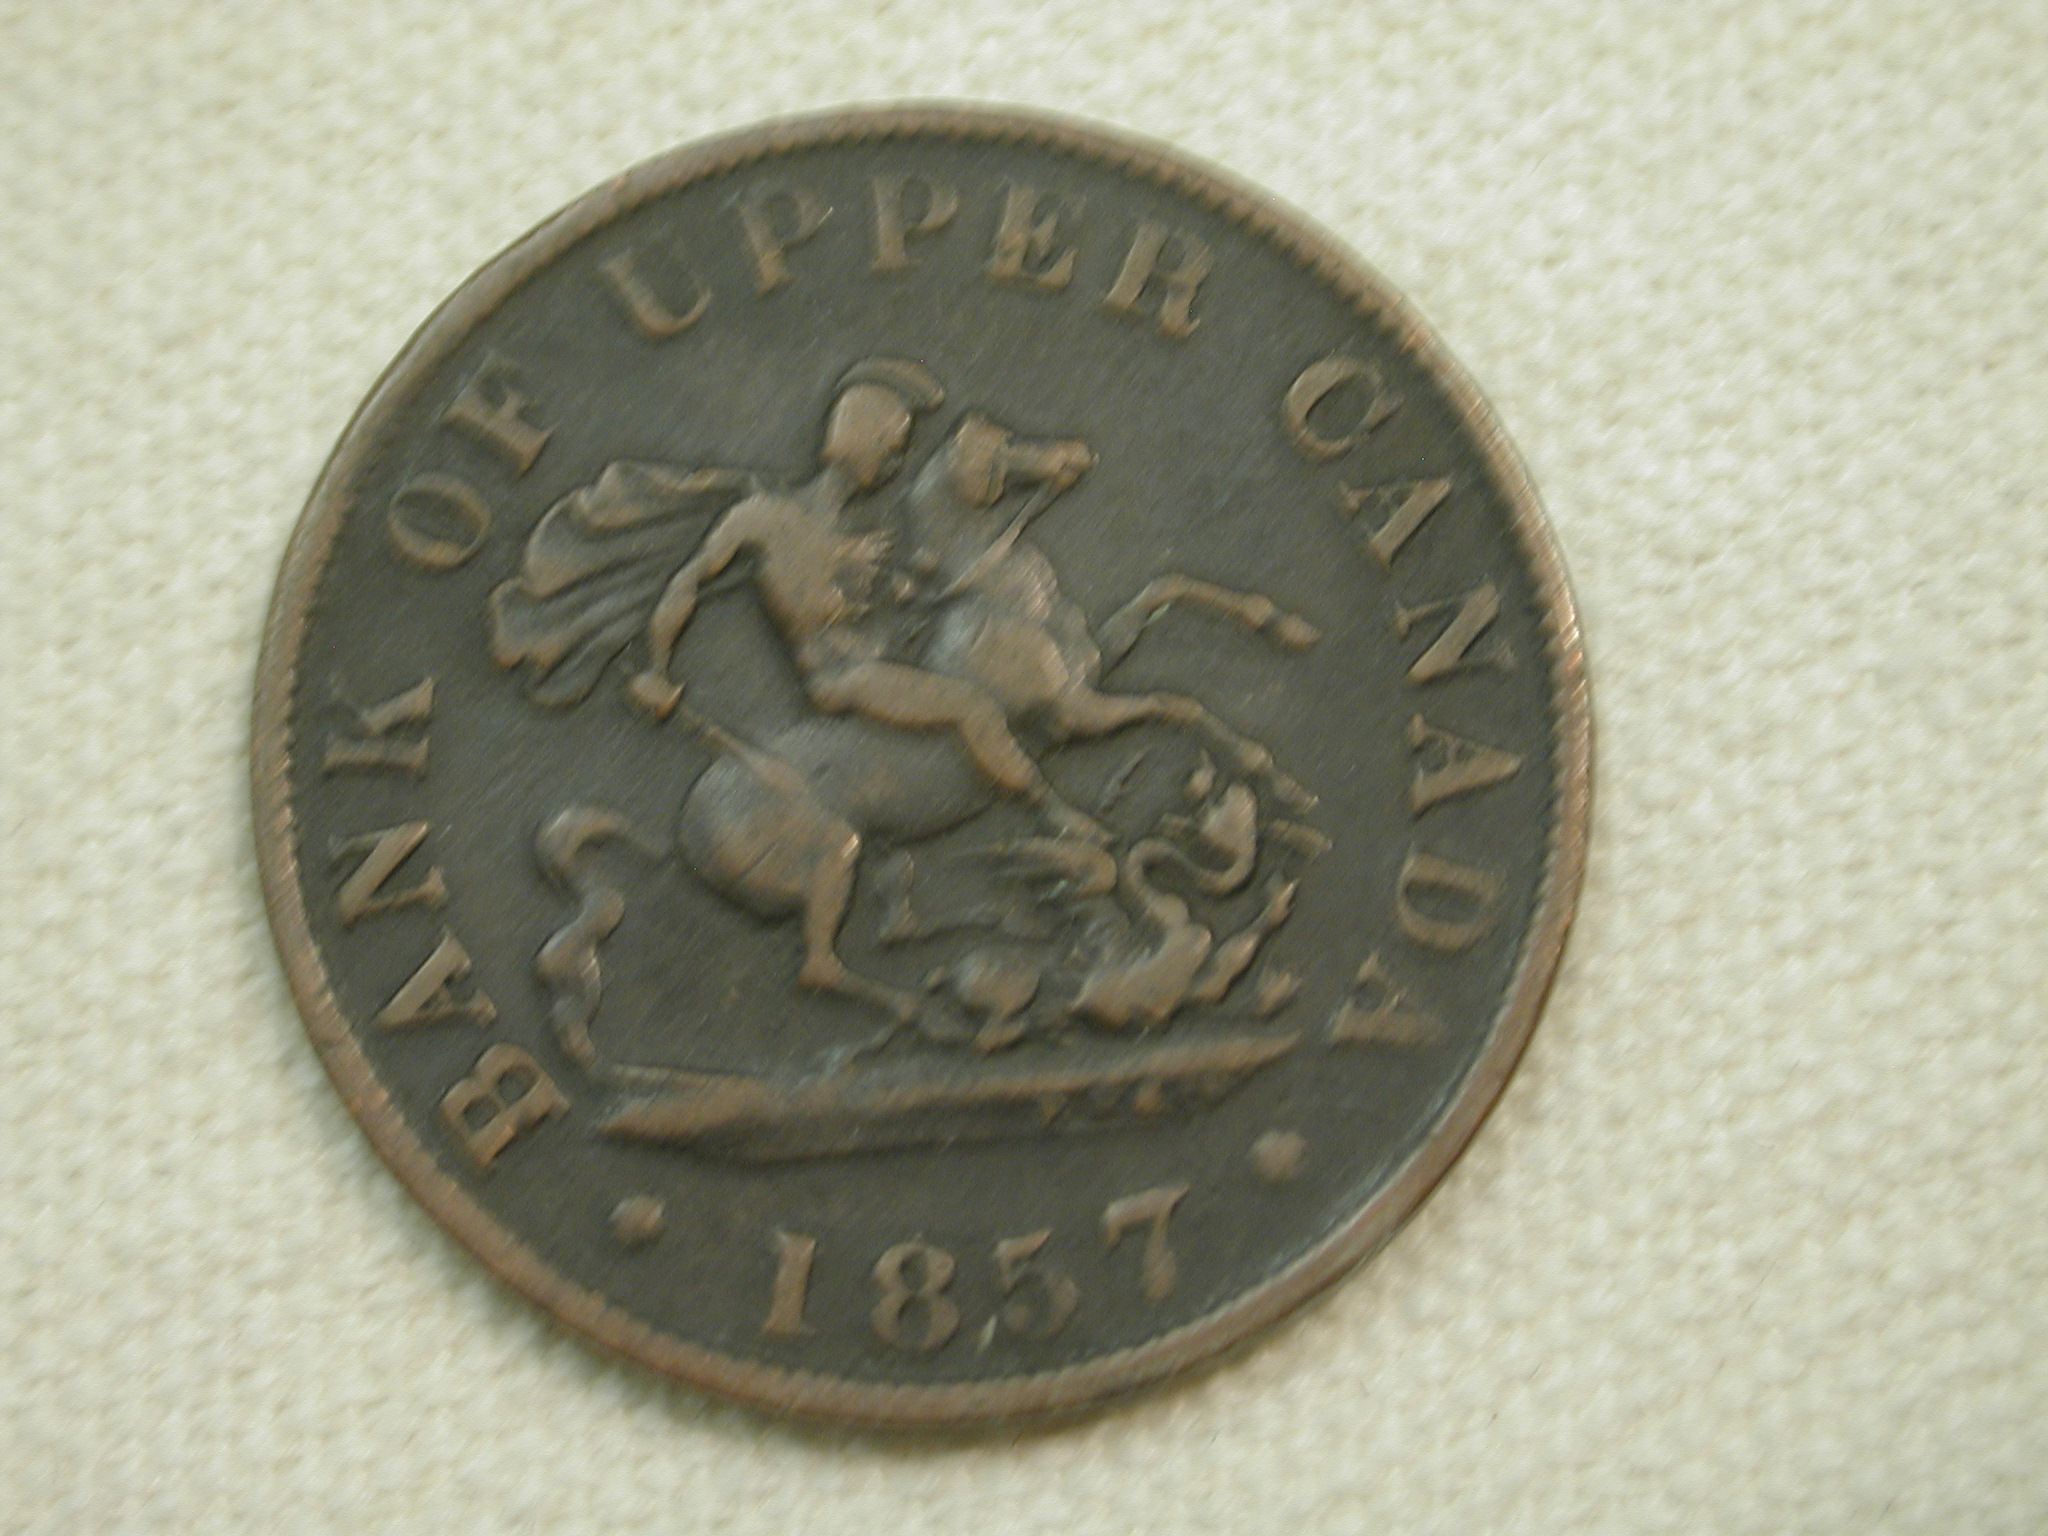 BANK OF UPPER CANADA
1857